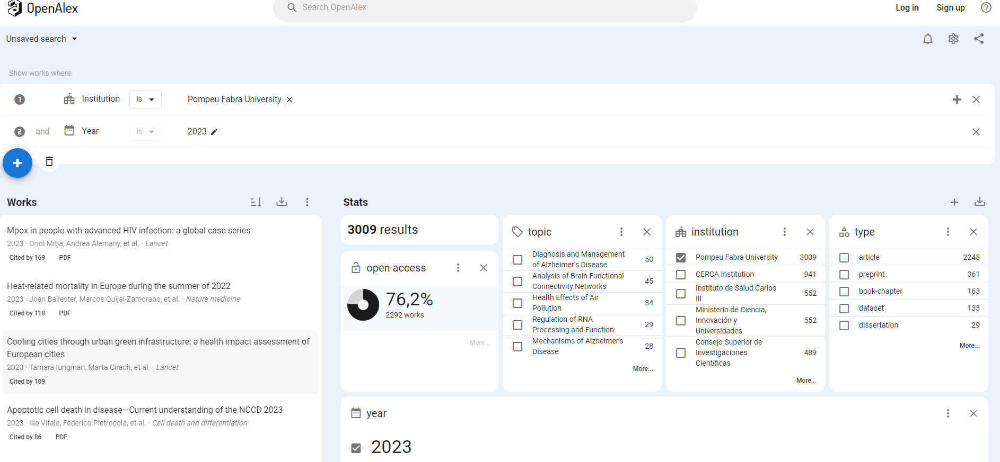 OpenAlex
Search OpenAlex
Log in
Sign up
Unsaved search
Show works where:
1 Institution is Pompeu Fabra University
2 and Year is 2023
Works
Mpox in people with advanced HIV infection: a global case series
2023 · Oriol Mitjà, Andrea Alemany, et al. · Lancet
Cited by 169 PDF
Heat-related mortality in Europe during the summer of 2022
2023 · Joan Ballester, Marcos Quijal-Zamorano, et al. · Nature medicine
Cited by 118 PDF
Cooling cities through urban green infrastructure: a health impact assessment of
European cities
2023 · Tamara Iungman, Marta Cirach, et al. · Lancet
Cited by 109
Apoptotic cell death in disease—Current understanding of the NCCD 2023
2023 · Ilio Vitale, Federico Pietrocola, et al. · Cell death and differentiation
Cited by 86 PDF
Stats
3009 results
open access
76,2%
2292 works
More...
topic
Diagnosis and Management
of Alzheimer's Disease 50
Analysis of Brain Functional
Connectivity Networks 45
Health Effects of Air
Pollution 34
Regulation of RNA
Processing and Function 29
Mechanisms of Alzheimer's
Disease 28
More...
institution
Pompeu Fabra University 3009
CERCA Institution 941
Instituto de Salud Carlos
III 552
Ministerio de Ciencia,
Innovación y 552
Universidades
Consejo Superior de
Investigaciones 489
Científicas
More...
type
article 2248
preprint 361
book-chapter 163
dataset 133
dissertation 29
More...
year
2023